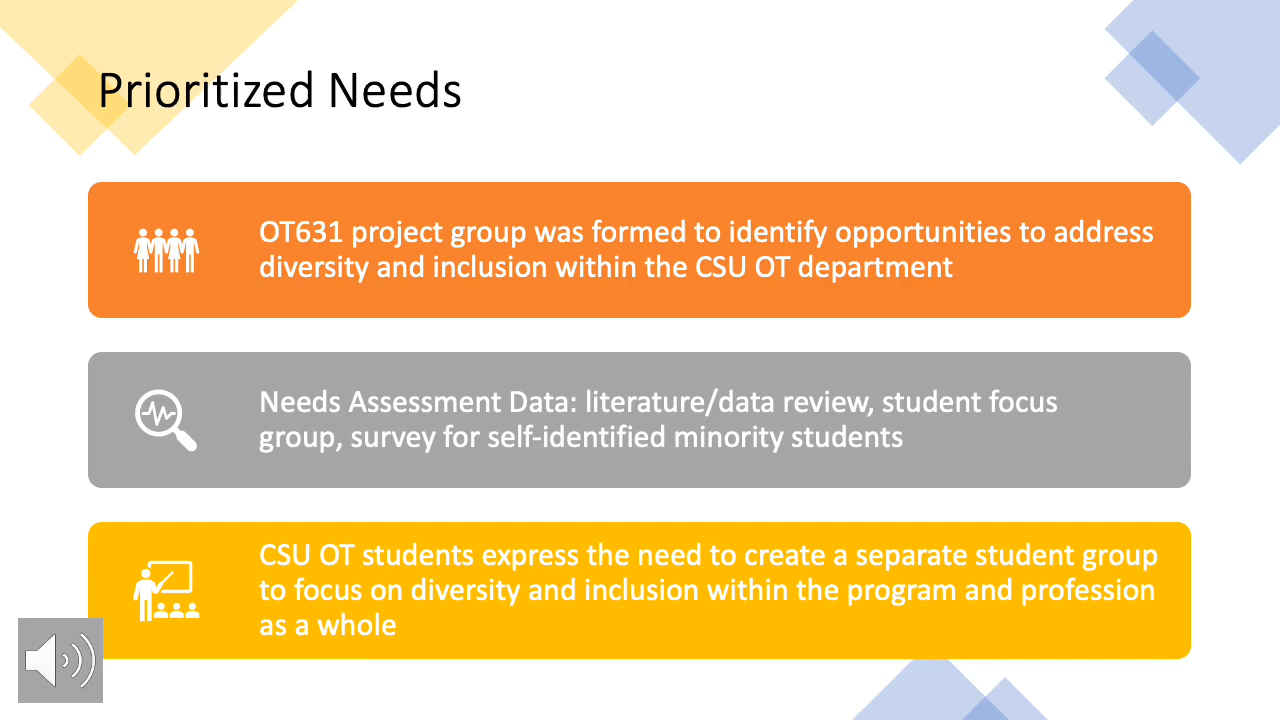 Prioritized Needs
OT631 project group was formed to identify opportunities to address
diversity and inclusion within the CSU OT department
Needs Assessment Data: literature/data review, student focus
group, survey for self-identified minority students
CSU OT students express the need to create a separate student group
to focus on diversity and inclusion within the program and profession
as a whole